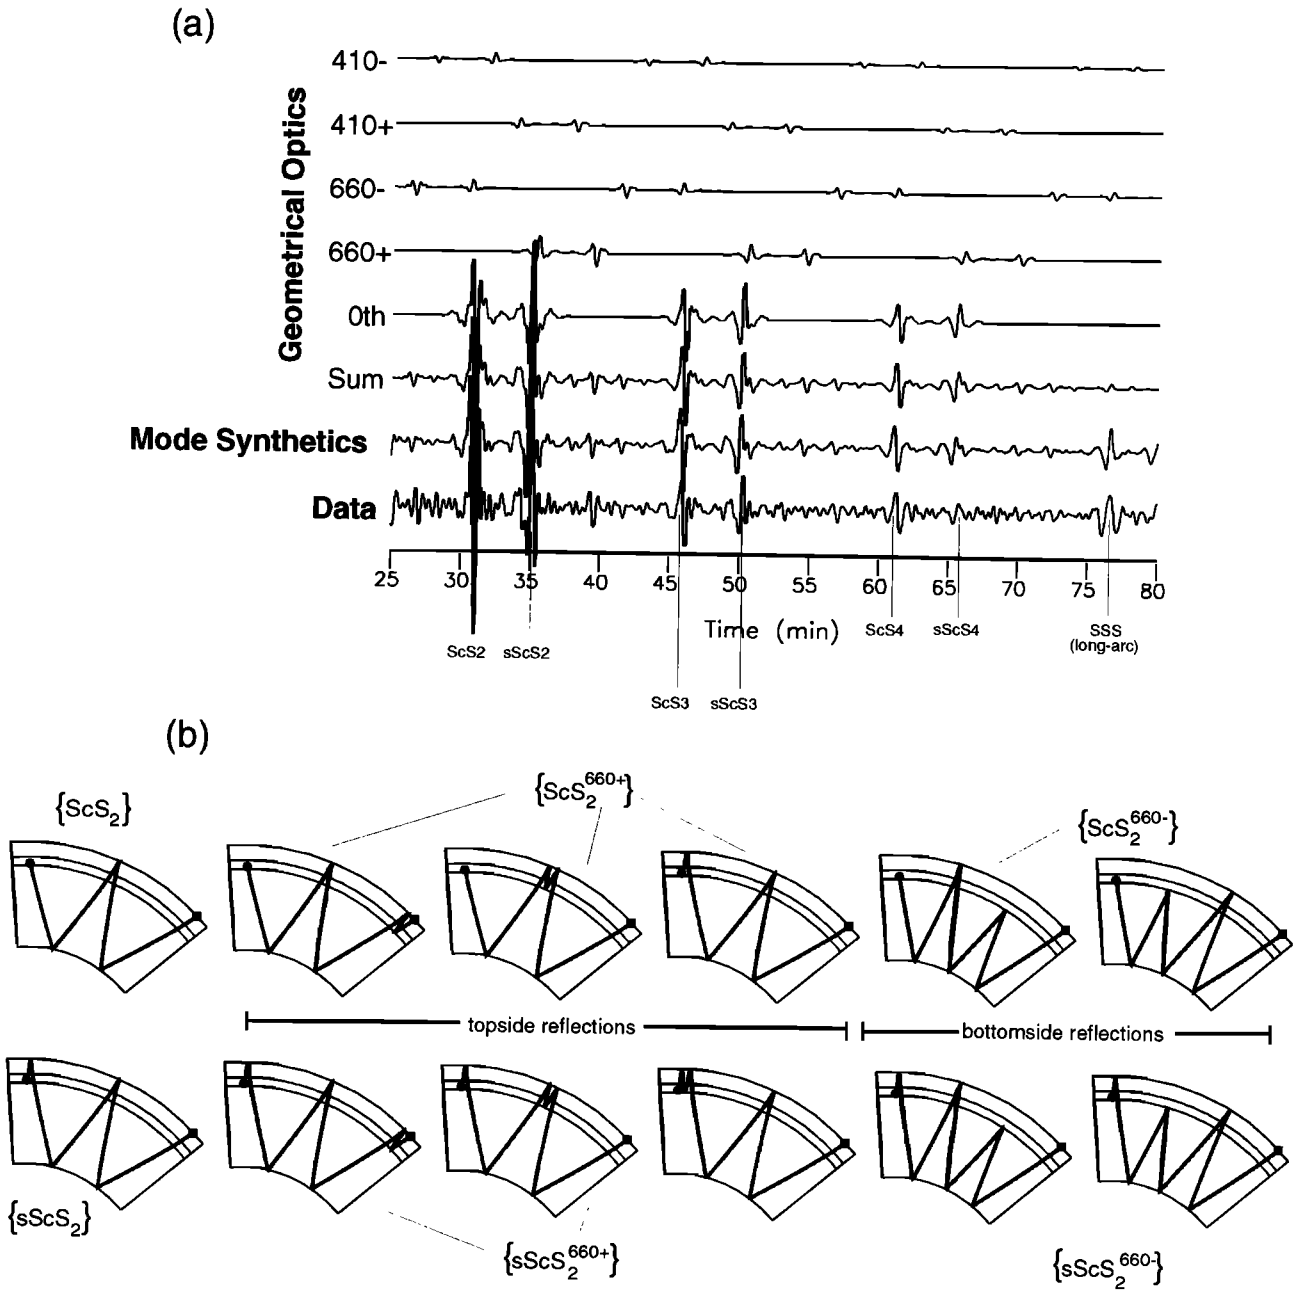 (a)
Geometrical Optics
410-
410+
660-
660+
0th
Sum
Mode Synthetics
Data
25 30 35 40 45 50 55 60 65 70 75 80
Time (min)
ScS2 sScS2 ScS3 sScS3 ScS4 sScS4 SSS
(long-arc)
(b)
{ScS₂} {ScS₂⁶⁶⁰⁺} {ScS₂⁶⁶⁰⁻}
topside reflections bottomside reflections
{sScS₂} {sScS₂⁶⁶⁰⁺} {sScS₂⁶⁶⁰⁻}